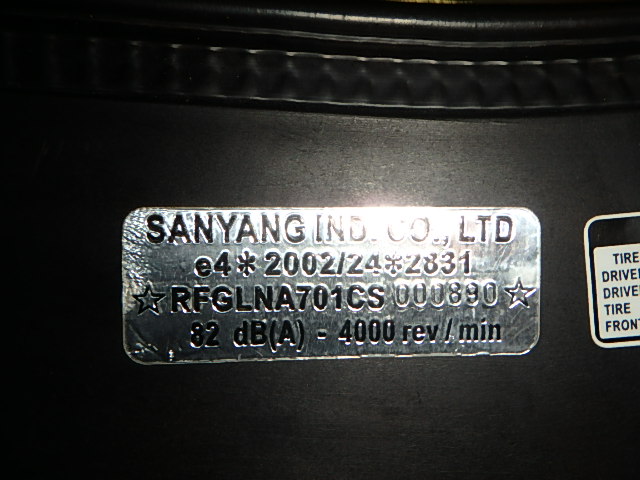 SANYANG IND. CO., LTD
e4*2002/24*2831
☆RFGLNA701CS 000890☆
82 dB(A) - 4000 rev/min
TIRE
DRIVER
DRIVER
TIRE
FRONT